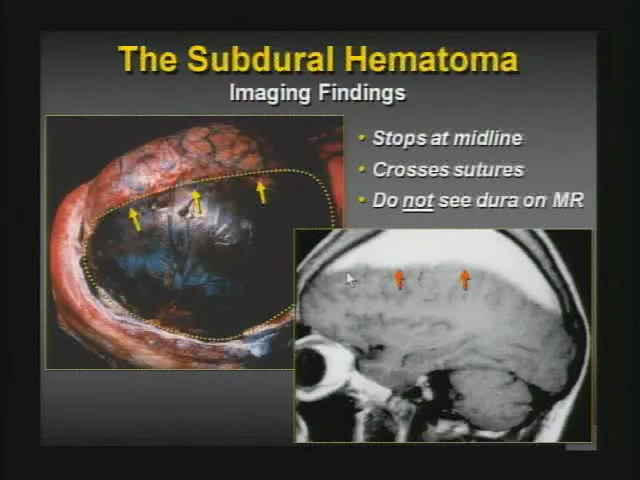 The Subdural Hematoma
Imaging Findings
• Stops at midline
• Crosses sutures
• Do not see dura on MR